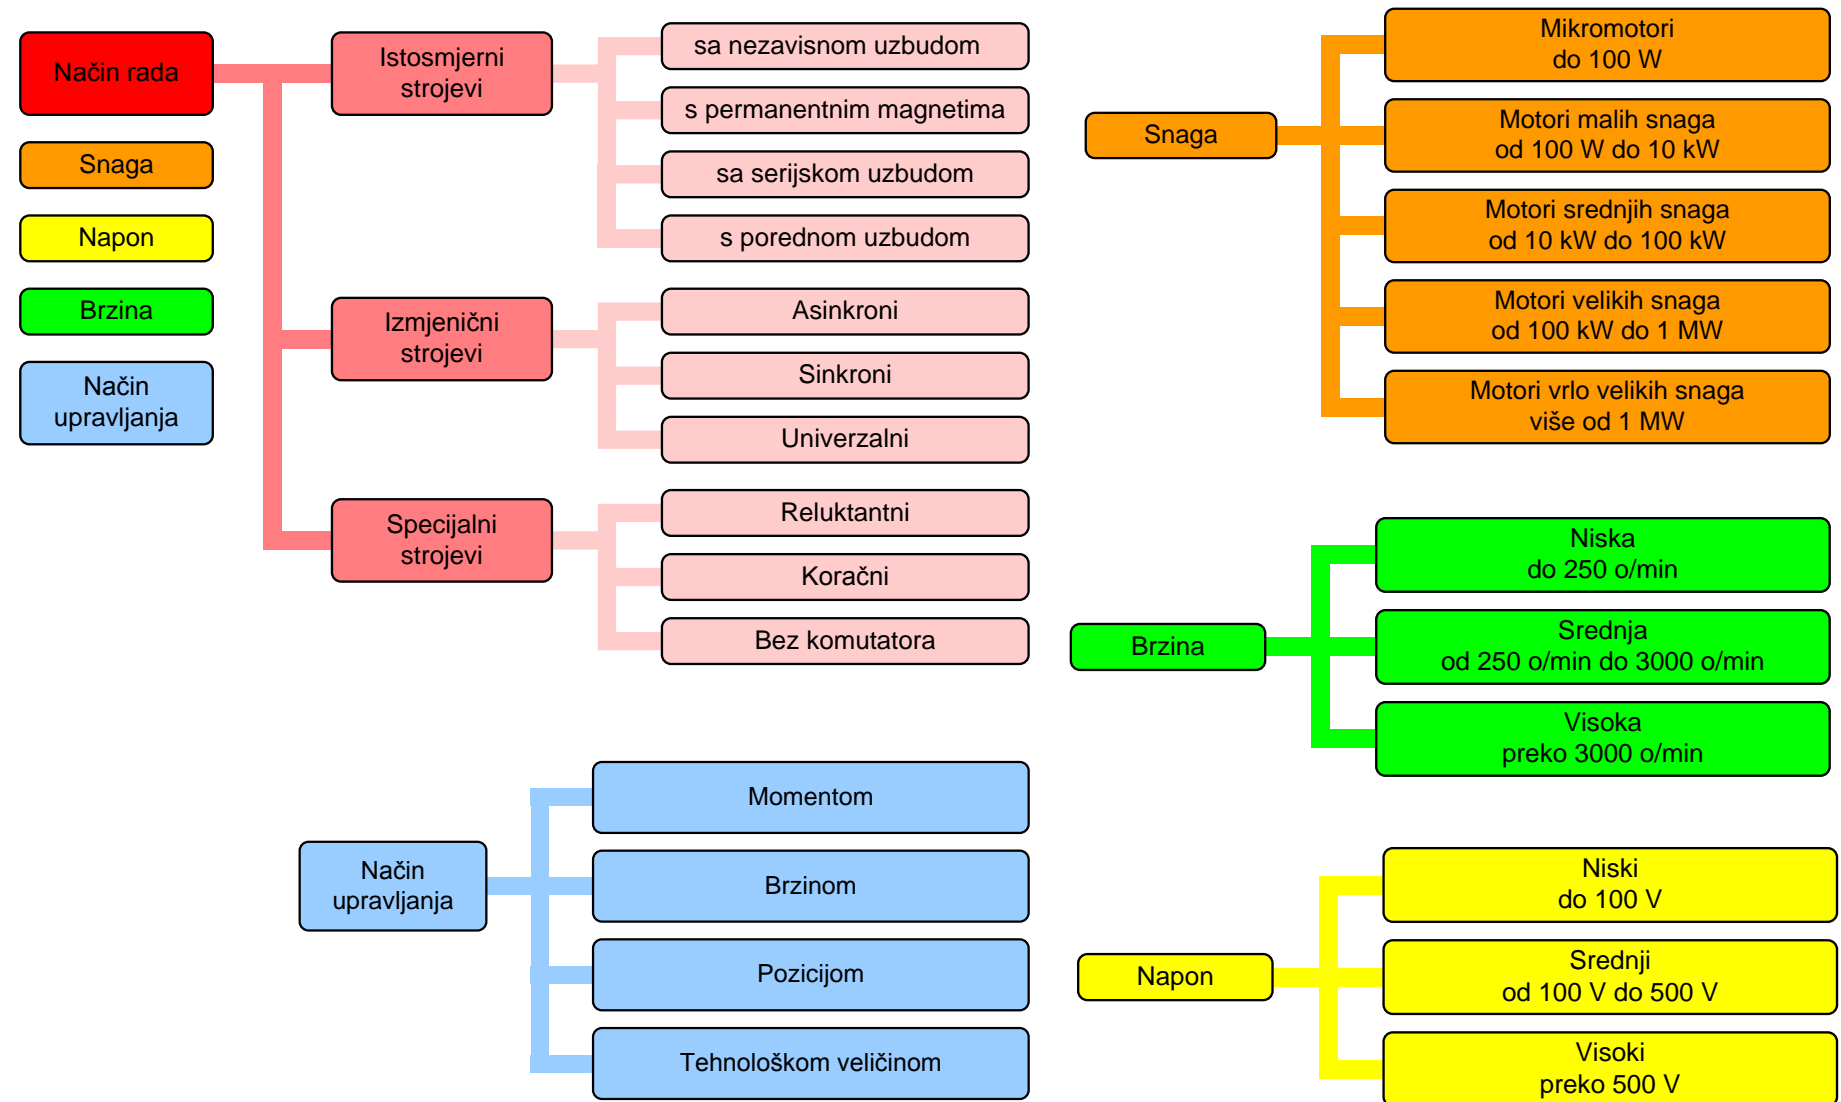 Način rada
Snaga
Napon
Brzina
Način
upravljanja
Istosmjerni
strojevi
sa nezavisnom uzbudom
s permanentnim magnetima
sa serijskom uzbudom
s porednom uzbudom
Izmjenični
strojevi
Asinkroni
Sinkroni
Univerzalni
Specijalni
strojevi
Reluktantni
Koračni
Bez komutatora
Način
upravljanja
Momentom
Brzinom
Pozicijom
Tehnološkom veličinom
Snaga
Mikromotori
do 100 W
Motori malih snaga
od 100 W do 10 kW
Motori srednjih snaga
od 10 kW do 100 kW
Motori velikih snaga
od 100 kW do 1 MW
Motori vrlo velikih snaga
više od 1 MW
Brzina
Niska
do 250 o/min
Srednja
od 250 o/min do 3000 o/min
Visoka
preko 3000 o/min
Napon
Niski
do 100 V
Srednji
od 100 V do 500 V
Visoki
preko 500 V